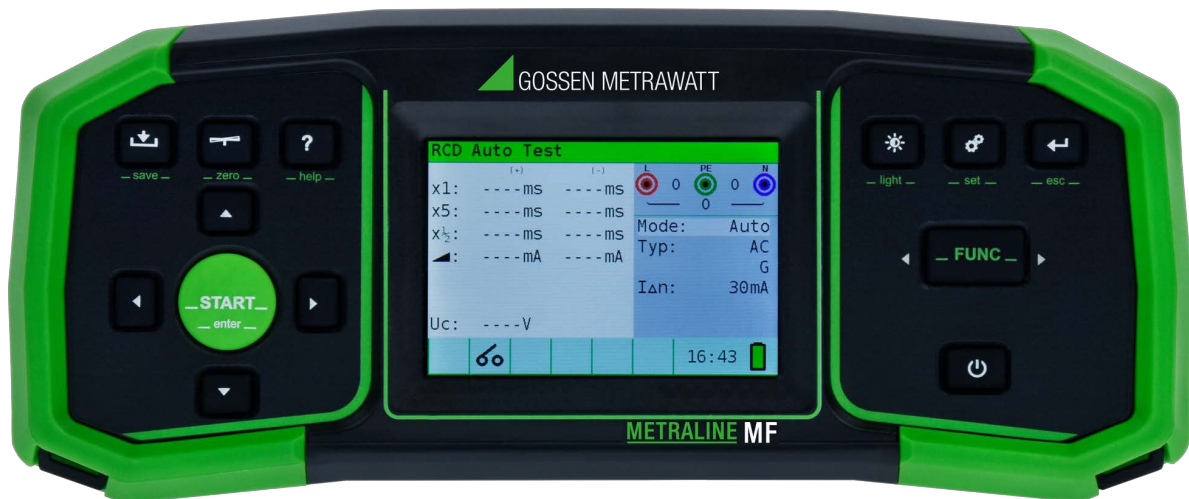 GOSSEN METRAWATT
? 
_ save _ _ zero _ _ help _
_START_
_ enter _
RCD Auto Test
(+) (-)
x1: ----ms ----ms
x5: ----ms ----ms
x½: ----ms ----ms
◢: ----mA ----mA
Uc: ----V
L PE N
0 0
0
Mode: Auto
Typ: AC
G
I∆n: 30mA
16:43
_ light _ _ set _ _ esc _
_ FUNC _
METRALINE MF